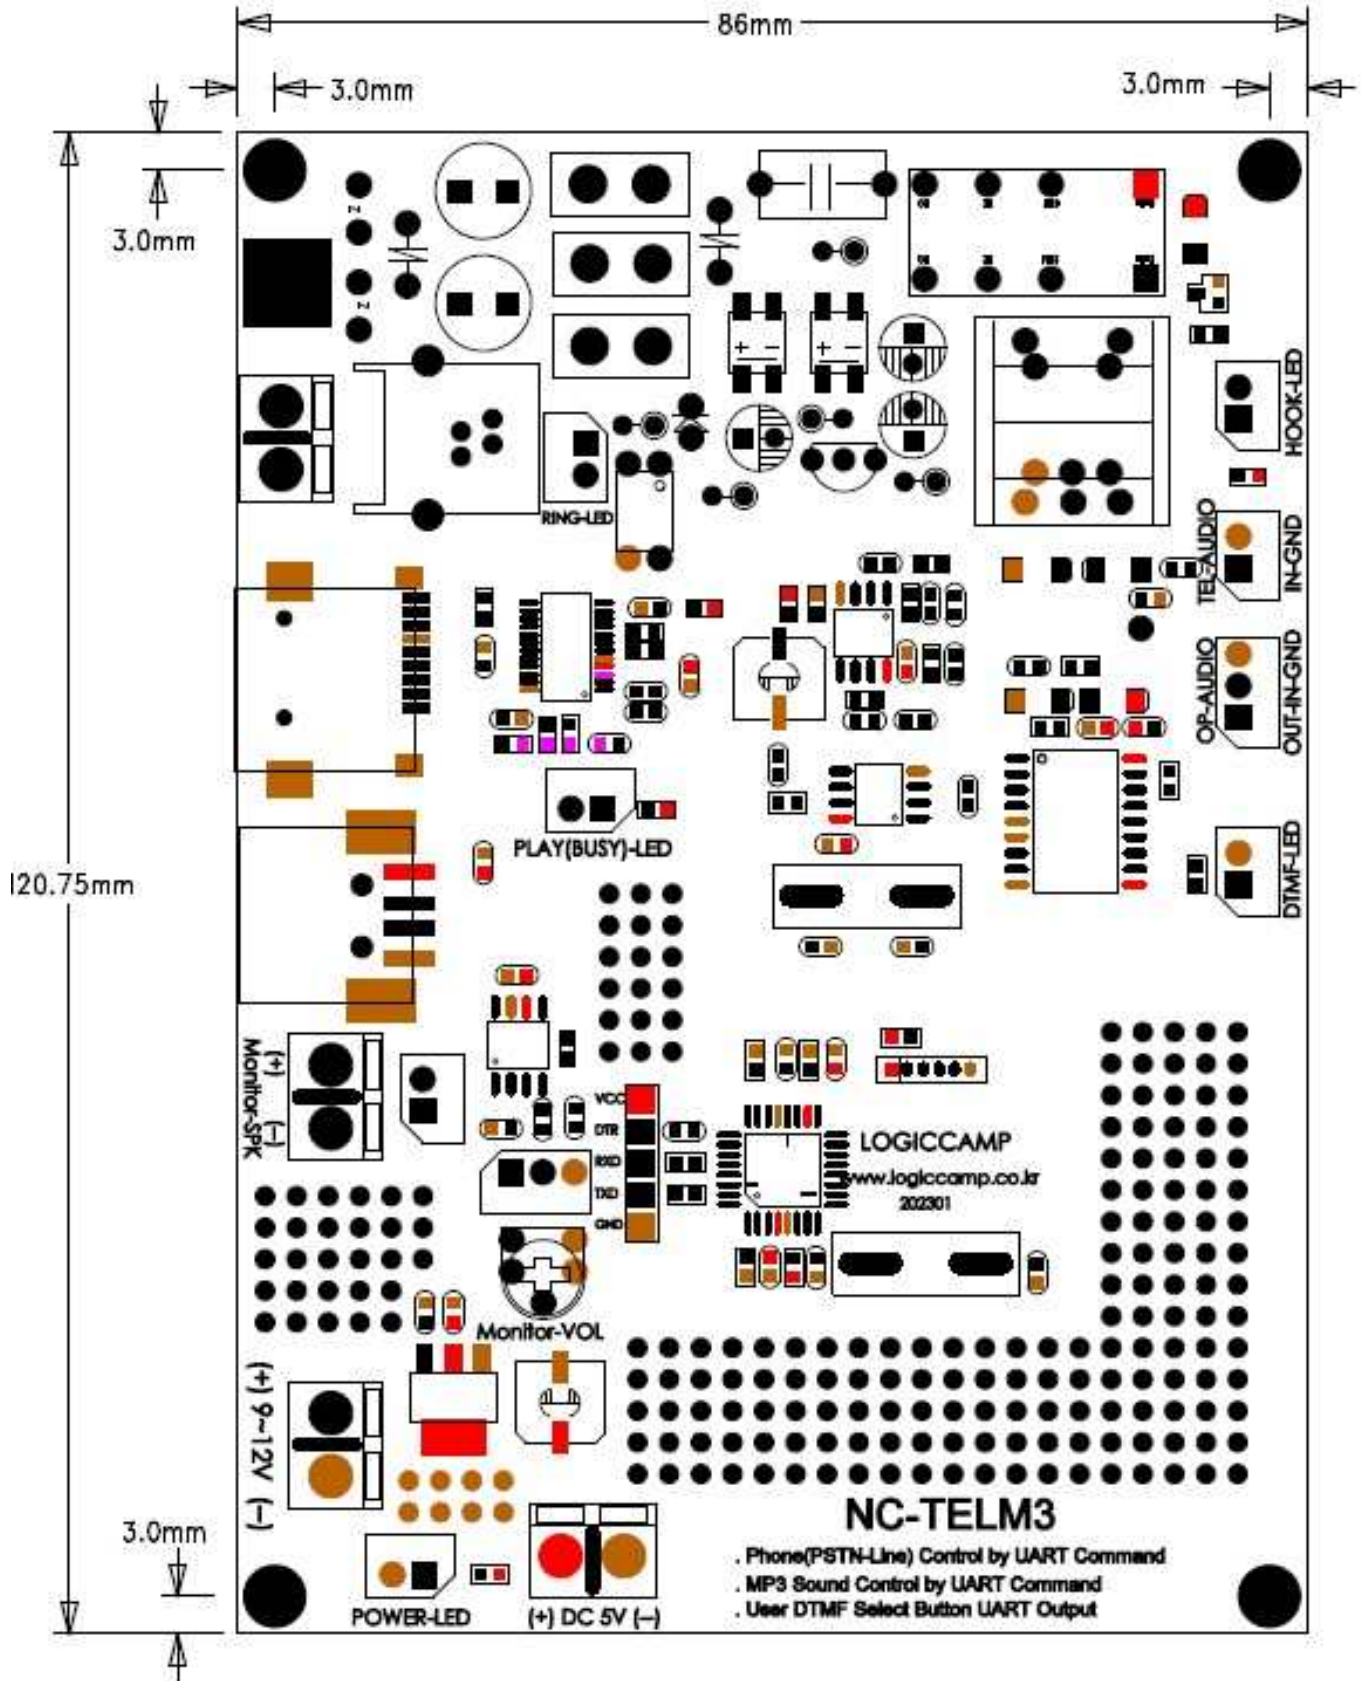 86mm
3.0mm
3.0mm
3.0mm
HOOK-LED
RING-LED
TEL-AUDIO
IN-GND
OP-AUDIO
OUT-IN-GND
PLAY(BUSY)-LED
120.75mm
DTMF-LED
(+)
Monitor-SPK
(-)
VCC
DTR
RXD
TXD
GND
LOGICCAMP
www.logiccamp.co.kr
202301
Monitor-VOL
(+) 9~12V (-)
3.0mm
NC-TELM3
. Phone(PSTN-Line) Control by UART Command
. MP3 Sound Control by UART Command
. User DTMF Select Button UART Output
POWER-LED
(+) DC 5V (-)